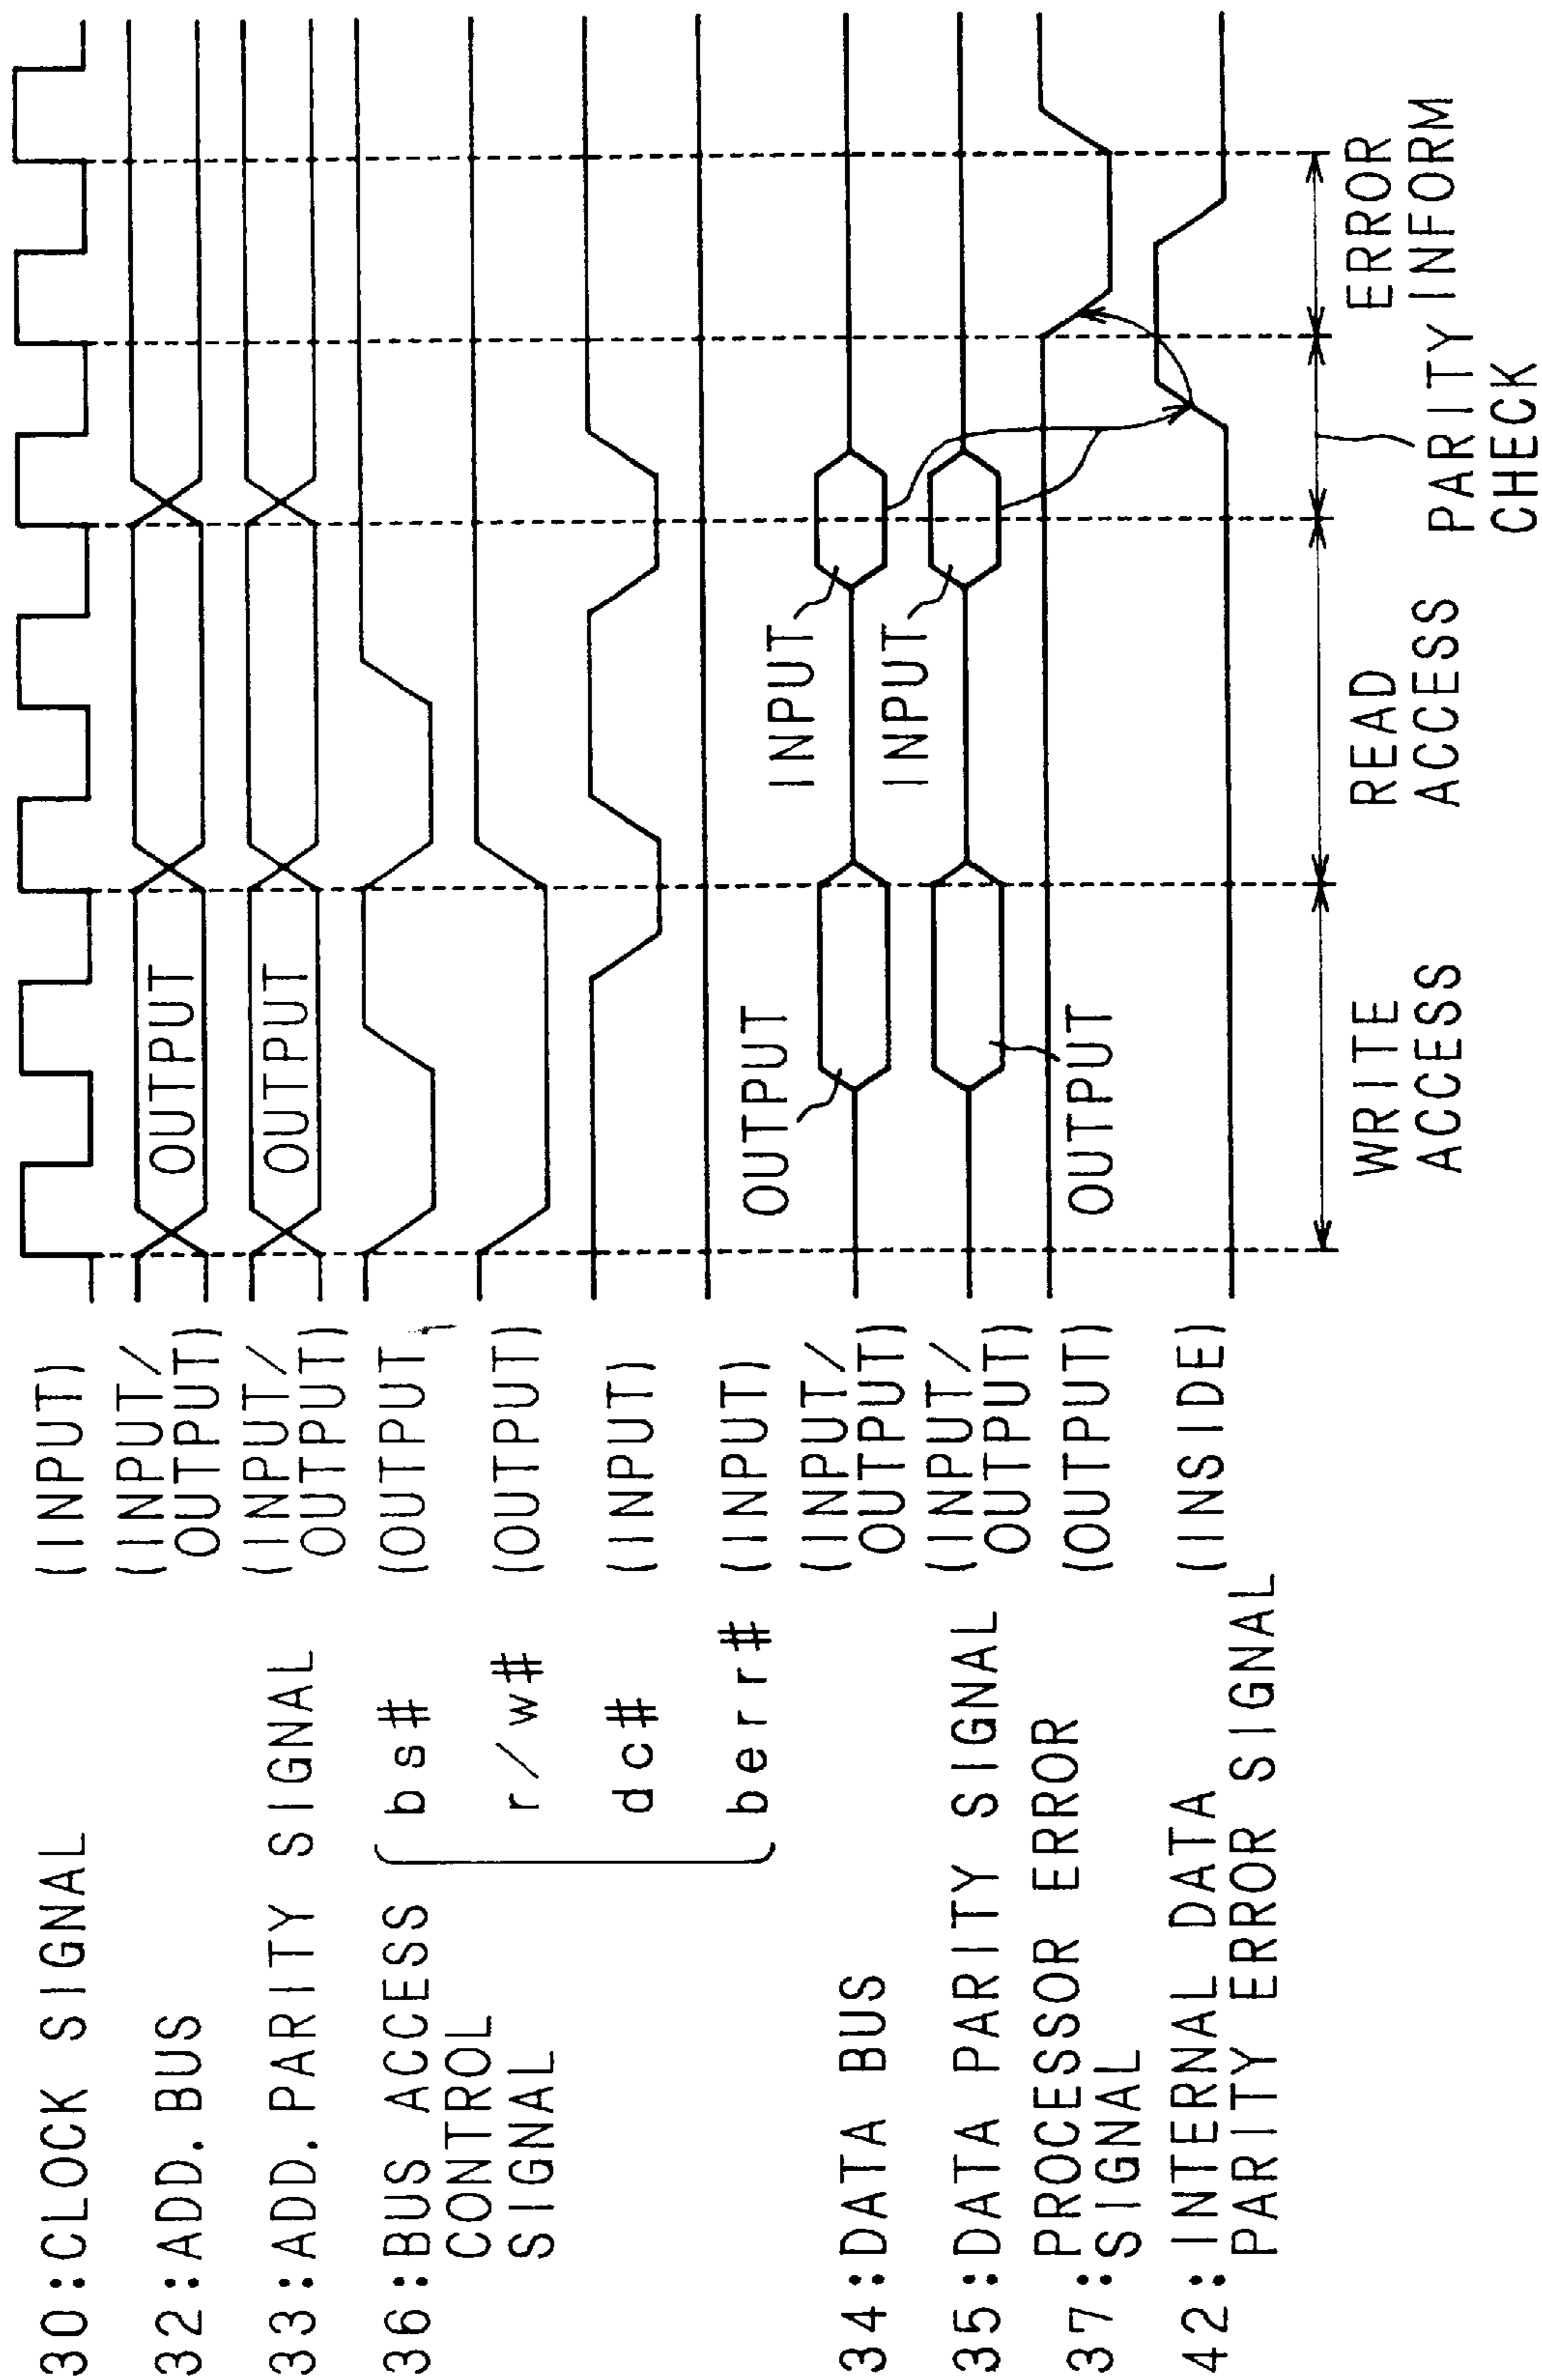 30:CLOCK SIGNAL (INPUT)
32:ADD.BUS (INPUT/
OUTPUT)
33:ADD.PARITY SIGNAL (INPUT/
OUTPUT)
36:BUS ACCESS
CONTROL
SIGNAL
bs# (OUTPUT)
r/w# (OUTPUT)
dc# (INPUT)
berr# (INPUT)
34:DATA BUS (INPUT/
OUTPUT)
35:DATA PARITY SIGNAL (INPUT/
OUTPUT)
37:PROCESSOR ERROR
SIGNAL (OUTPUT)
42:INTERNAL DATA
PARITY ERROR SIGNAL (INSIDE)
OUTPUT
OUTPUT
OUTPUT
INPUT
INPUT
OUTPUT
WRITE
ACCESS
READ
ACCESS
PARITY
CHECK
ERROR
INFORM